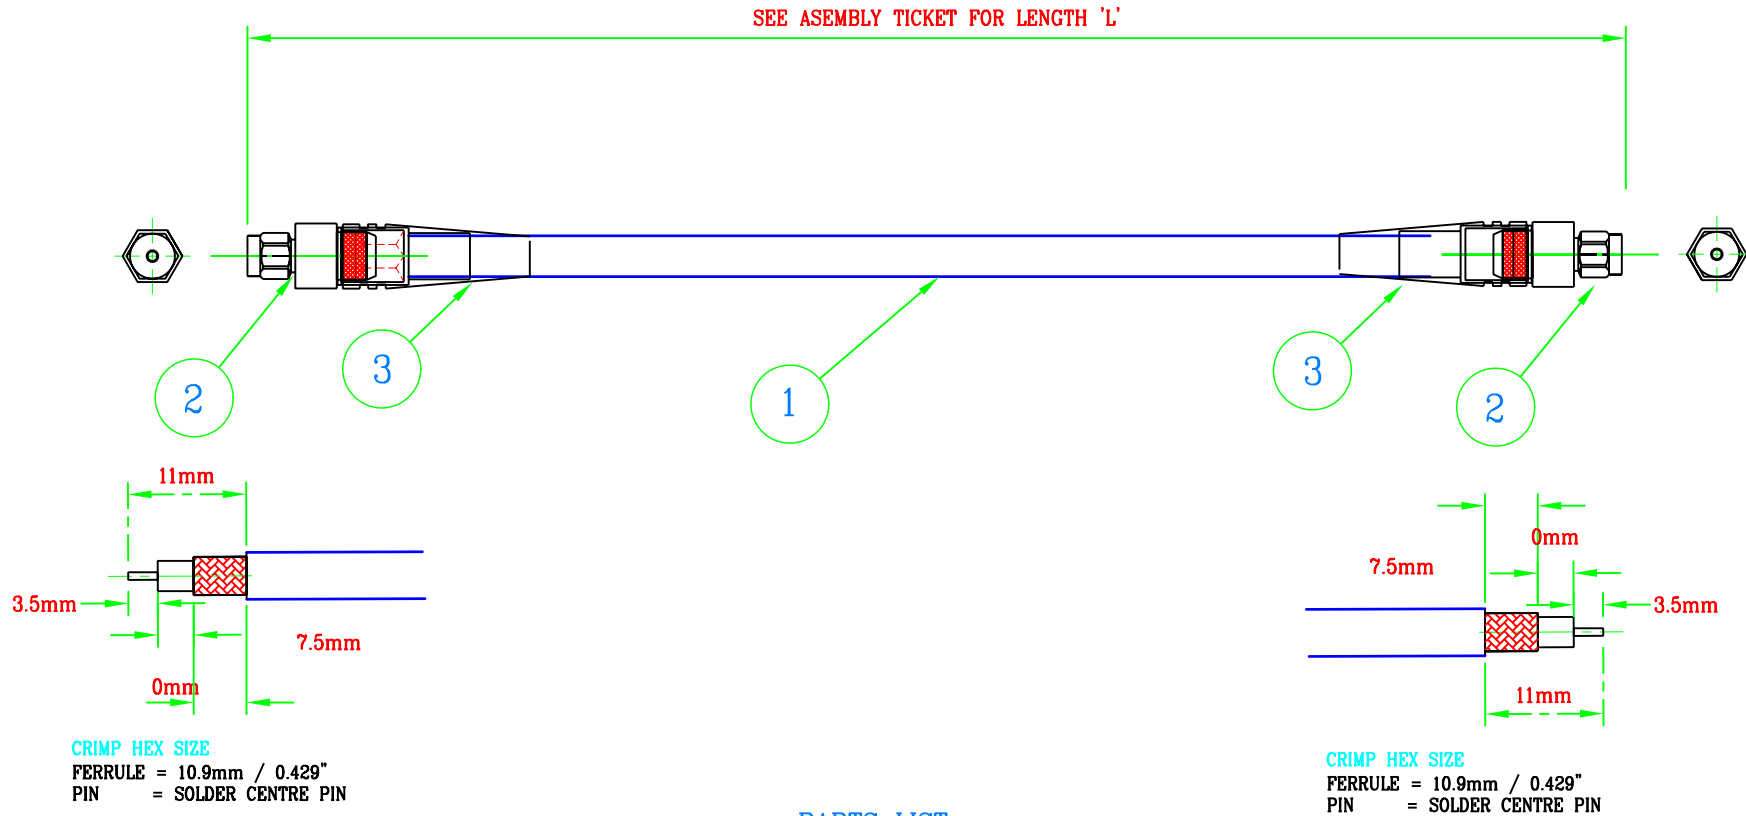 SEE ASEMBLY TICKET FOR LENGTH 'L'
2
3
1
3
2
11mm
3.5mm
7.5mm
0mm
0mm
7.5mm
3.5mm
11mm
CRIMP HEX SIZE
FERRULE = 10.9mm / 0.429"
PIN = SOLDER CENTRE PIN
CRIMP HEX SIZE
FERRULE = 10.9mm / 0.429"
PIN = SOLDER CENTRE PIN
PARTS LIST